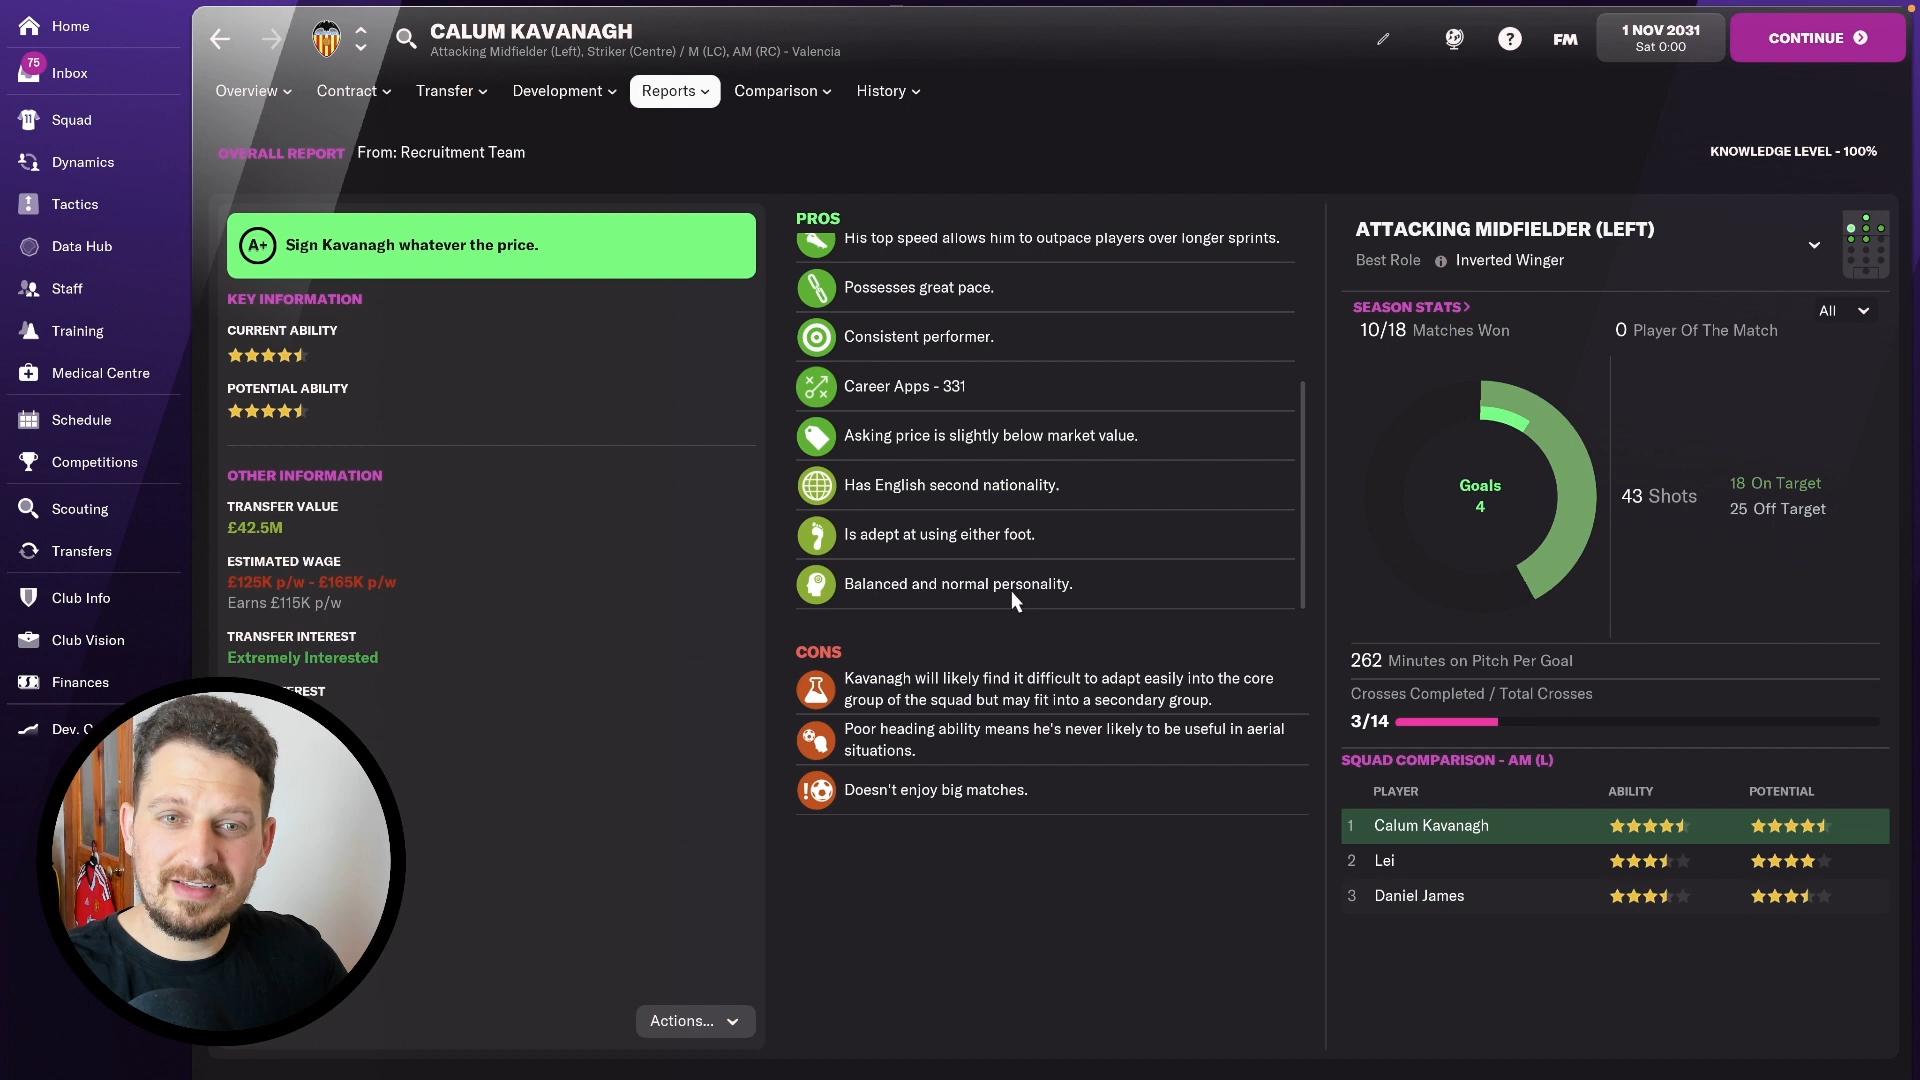 Home
75
Inbox
11
Squad
Dynamics
Tactics
Data Hub
Staff
Training
Medical Centre
Schedule
Competitions
Scouting
Transfers
Club Info
Club Vision
Finances
Dev. C
CALUM KAVANAGH
Attacking Midfielder (Left), Striker (Centre) / M (LC), AM (RC) - Valencia
?
FM
1 NOV 2031
Sat 0:00
CONTINUE
Overview
Contract
Transfer
Development
Reports
Comparison
History
OVERALL REPORT From: Recruitment Team
KNOWLEDGE LEVEL - 100%
A+ Sign Kavanagh whatever the price.
KEY INFORMATION
CURRENT ABILITY
POTENTIAL ABILITY
OTHER INFORMATION
TRANSFER VALUE
£42.5M
ESTIMATED WAGE
£125K p/w - £165K p/w
Earns £115K p/w
TRANSFER INTEREST
Extremely Interested
EREST
Actions...
PROS
His top speed allows him to outpace players over longer sprints.
Possesses great pace.
Consistent performer.
Career Apps - 331
Asking price is slightly below market value.
Has English second nationality.
Is adept at using either foot.
Balanced and normal personality.
CONS
Kavanagh will likely find it difficult to adapt easily into the core
group of the squad but may fit into a secondary group.
Poor heading ability means he's never likely to be useful in aerial
situations.
Doesn't enjoy big matches.
ATTACKING MIDFIELDER (LEFT)
Best Role i Inverted Winger
SEASON STATS>
All
10/18 Matches Won
0 Player Of The Match
Goals
4
43 Shots
18 On Target
25 Off Target
262 Minutes on Pitch Per Goal
Crosses Completed / Total Crosses
3/14
SQUAD COMPARISON - AM (L)
PLAYER ABILITY POTENTIAL
1 Calum Kavanagh
2 Lei
3 Daniel James